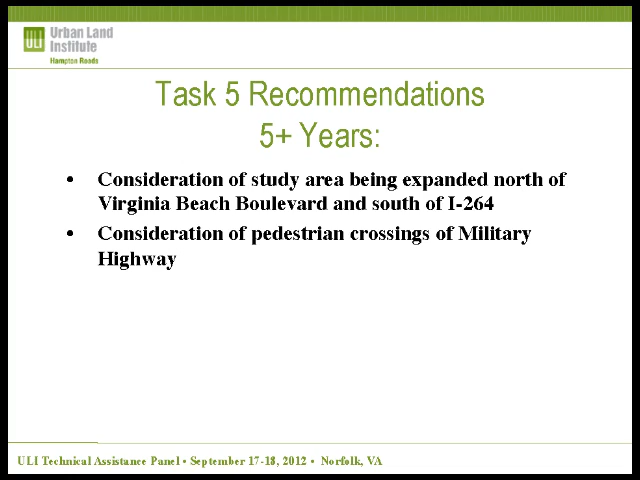 ULI Urban Land
Institute
Hampton Roads
Task 5 Recommendations
5+ Years:
• Consideration of study area being expanded north of
Virginia Beach Boulevard and south of I-264
• Consideration of pedestrian crossings of Military
Highway
ULI Technical Assistance Panel • September 17-18, 2012 • Norfolk, VA